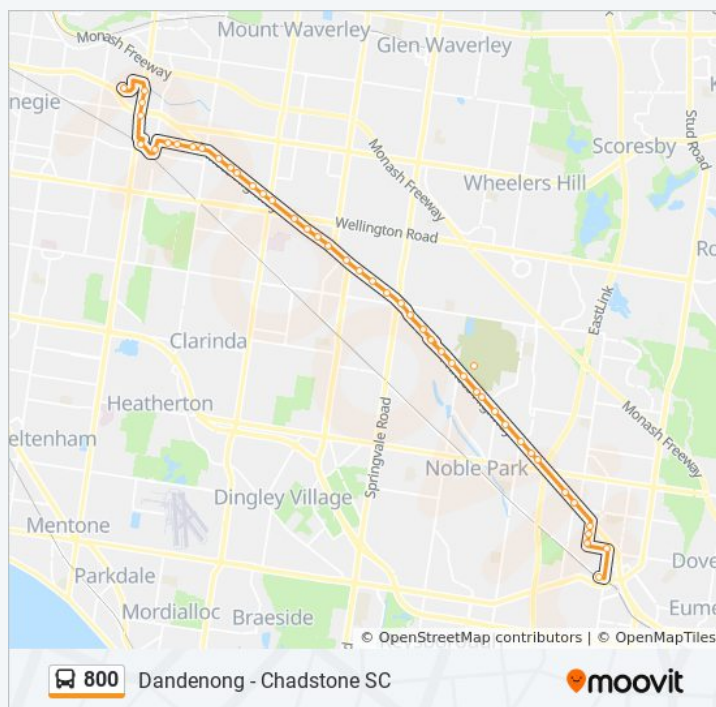 Monash Freeway
Mount Waverley
Glen Waverley
rnegie
Stud Road
Scoresby
Monash Freeway
Wheelers Hill
Wellington Road
Ro
EastLink
Clarinda
Heatherton
Monash Freeway
eltenham
Springvale Road
Noble Park
Dingley Village
Mentone
Dove
Parkdale
Eume
Mordialloc
Braeside
© OpenStreetMap contributors | © OpenMapTiles
800
Dandenong - Chadstone SC
moovit